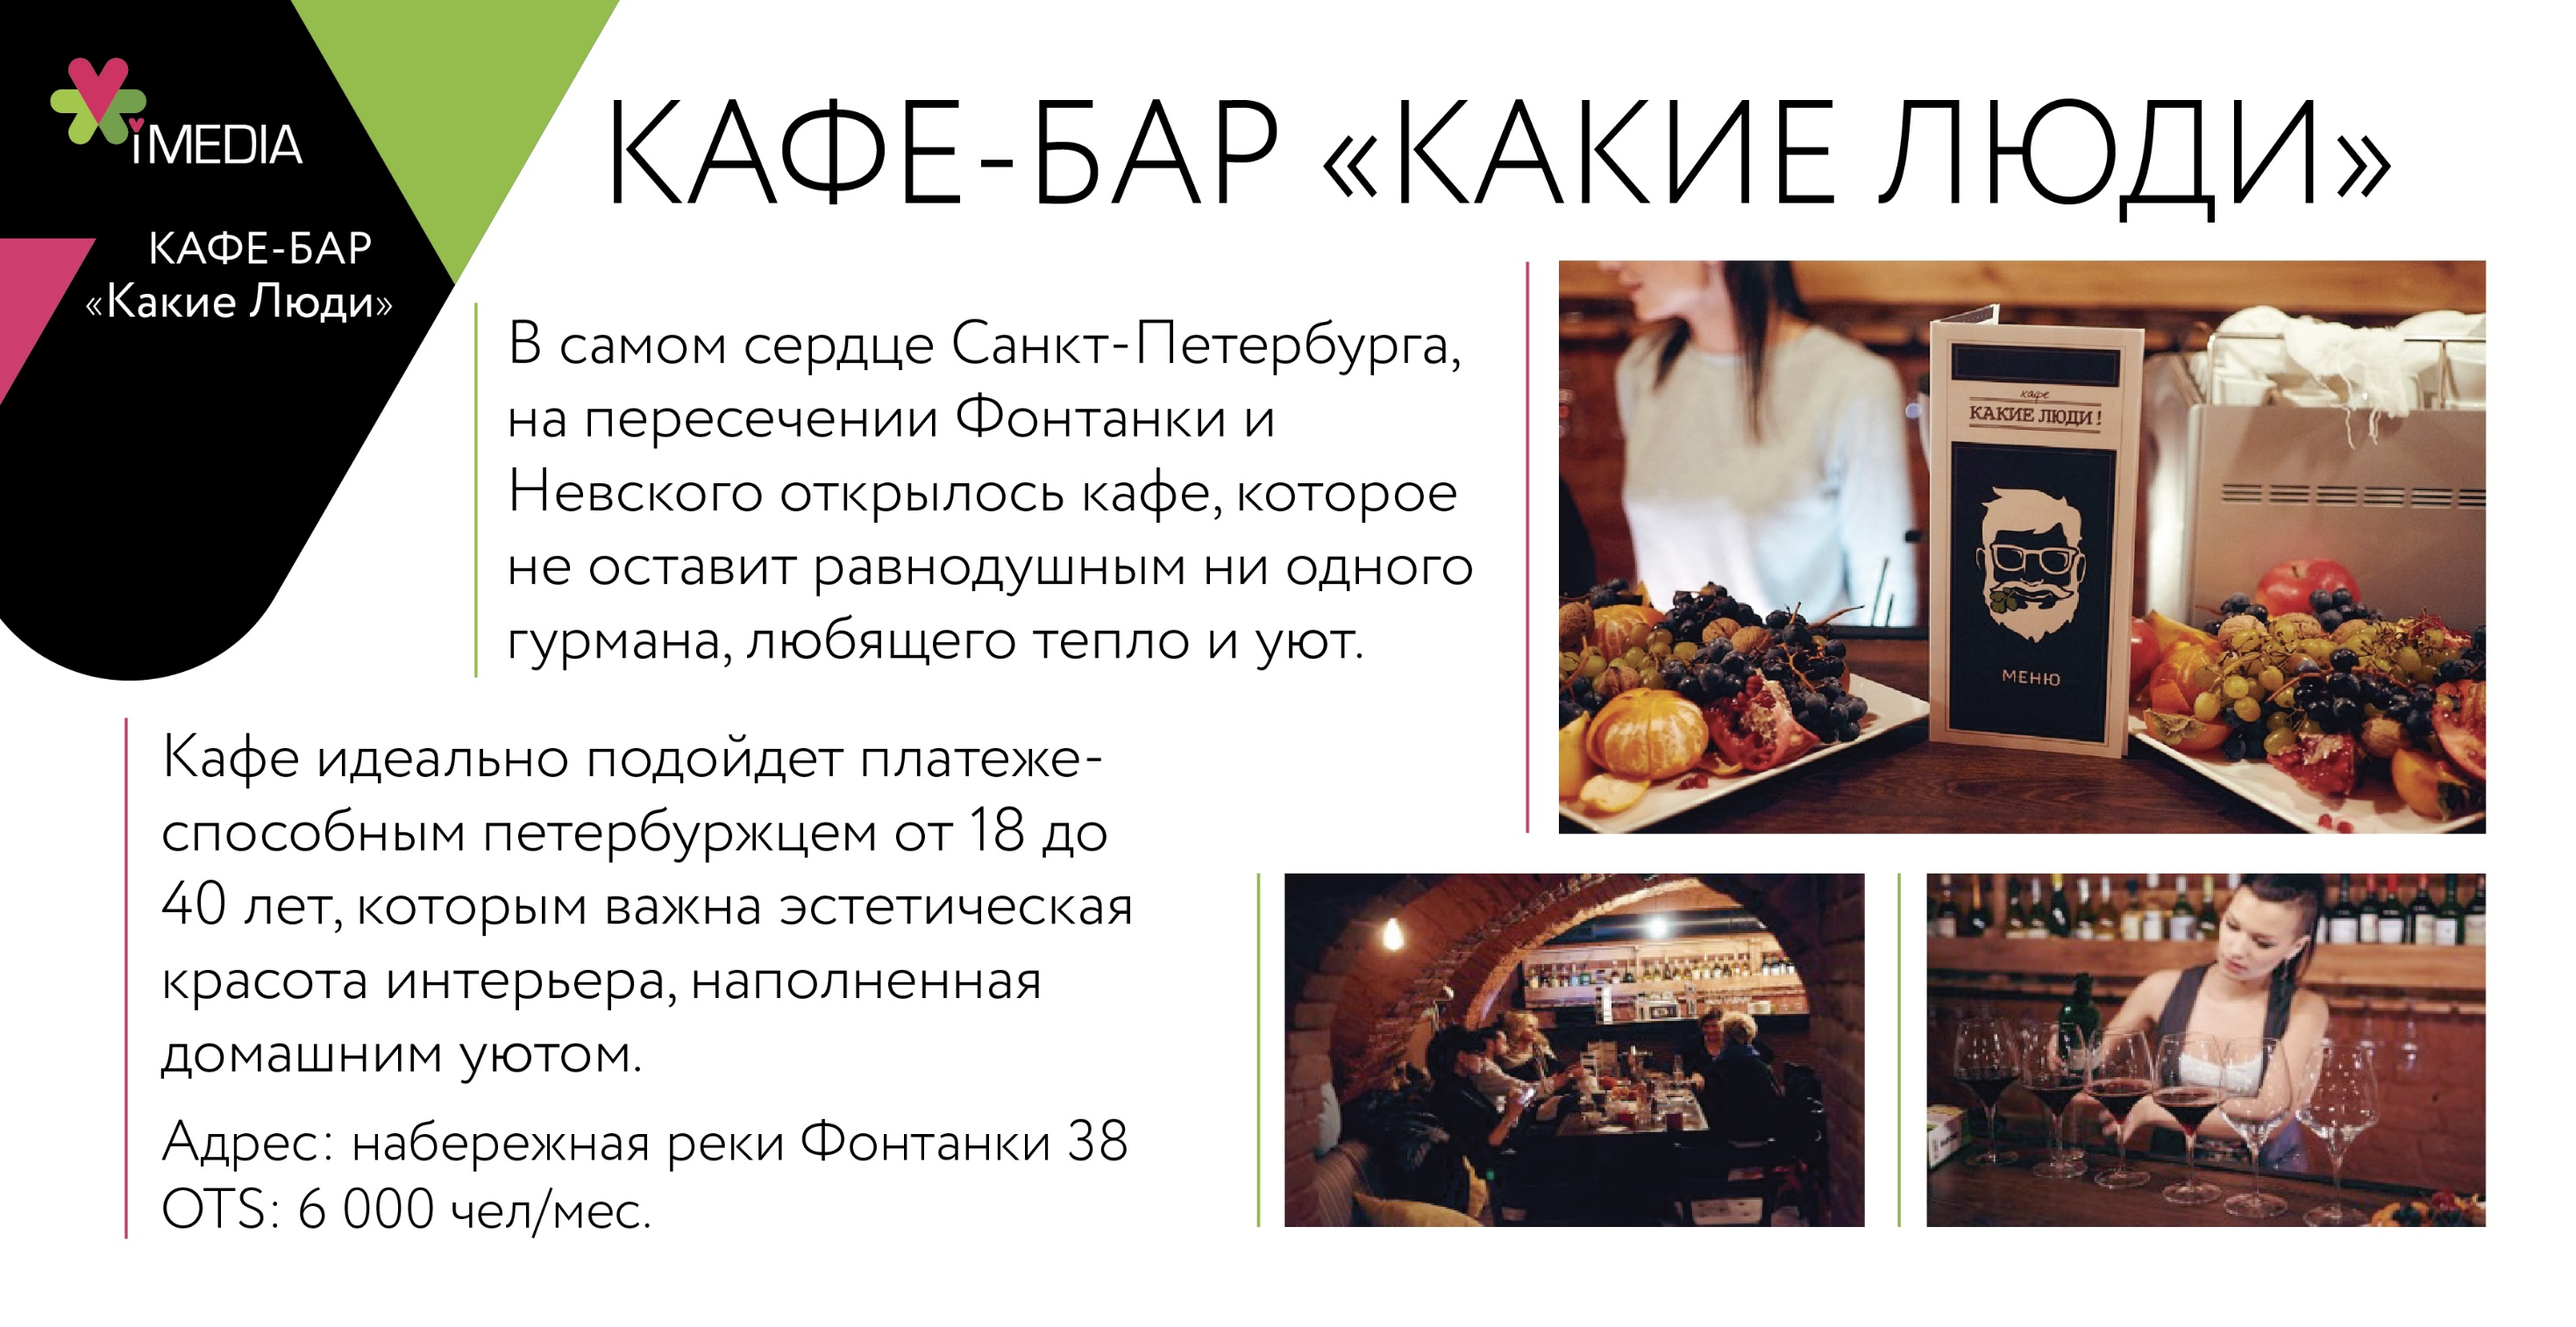 iMEDIA
КАФЕ-БАР
«Какие Люди»
КАФЕ-БАР «КАКИЕ ЛЮДИ»
В самом сердце Санкт-Петербурга,
на пересечении Фонтанки и
Невского открылось кафе, которое
не оставит равнодушным ни одного
гурмана, любящего тепло и уют.
кафе
КАКИЕ ЛЮДИ!
МЕНЮ
Кафе идеально подойдет платеже-
способным петербуржцем от 18 до
40 лет, которым важна эстетическая
красота интерьера, наполненная
домашним уютом.
Адрес: набережная реки Фонтанки 38
OTS: 6 000 чел/мес.